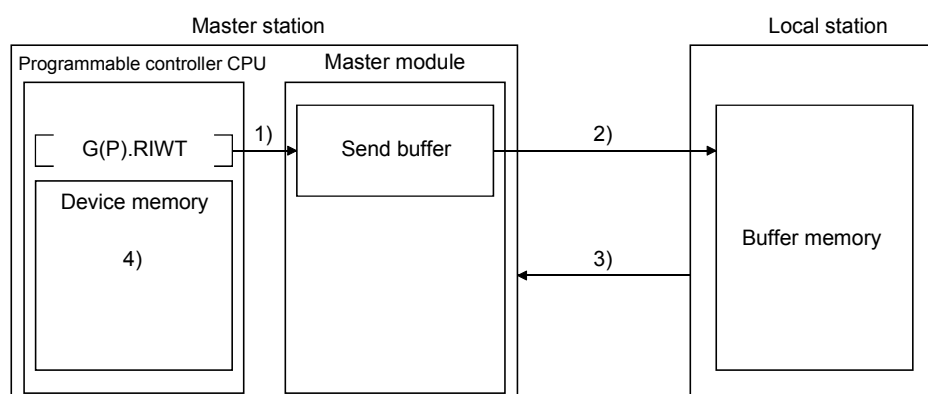 Master station
Local station
Programmable controller CPU
Master module
G(P).RIWT
1)
Send buffer
2)
Device memory
4)
Buffer memory
3)